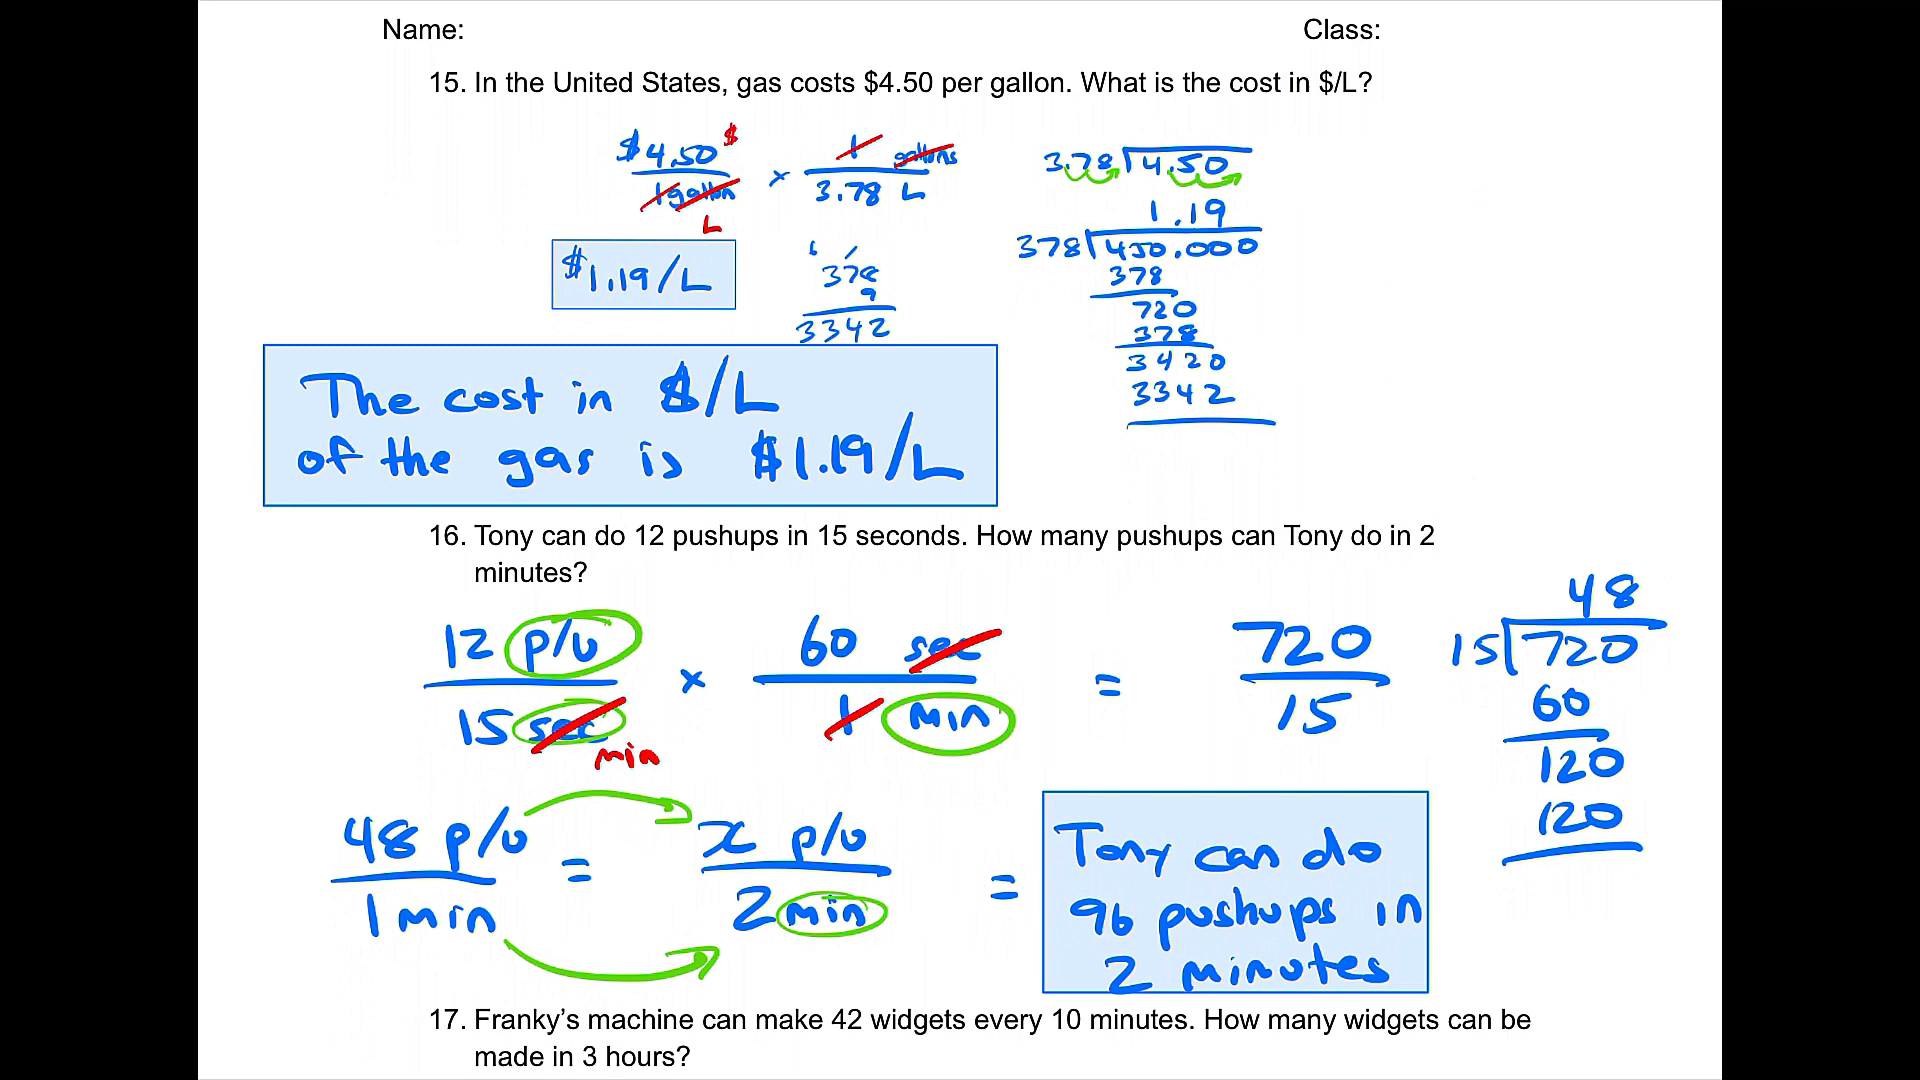 Name: Class:
15. In the United States, gas costs $4.50 per gallon. What is the cost in $/L?
$4.50 $
1 gallon
L
×
1 gallons
3.78 L
3.78 4.50
1.19
378 450.000
378
720
378
3420
3342
$1.19/L
378
9
3342
The cost in $/L
of the gas is $1.19/L
16. Tony can do 12 pushups in 15 seconds. How many pushups can Tony do in 2
minutes?
12 p/u × 60 sec = 720
15 sec 1 min 15
min
48
15 720
60
120
120
48 p/u = x p/u =
1 min 2 min
Tony can do
96 pushups in
2 minutes
17. Franky's machine can make 42 widgets every 10 minutes. How many widgets can be
made in 3 hours?